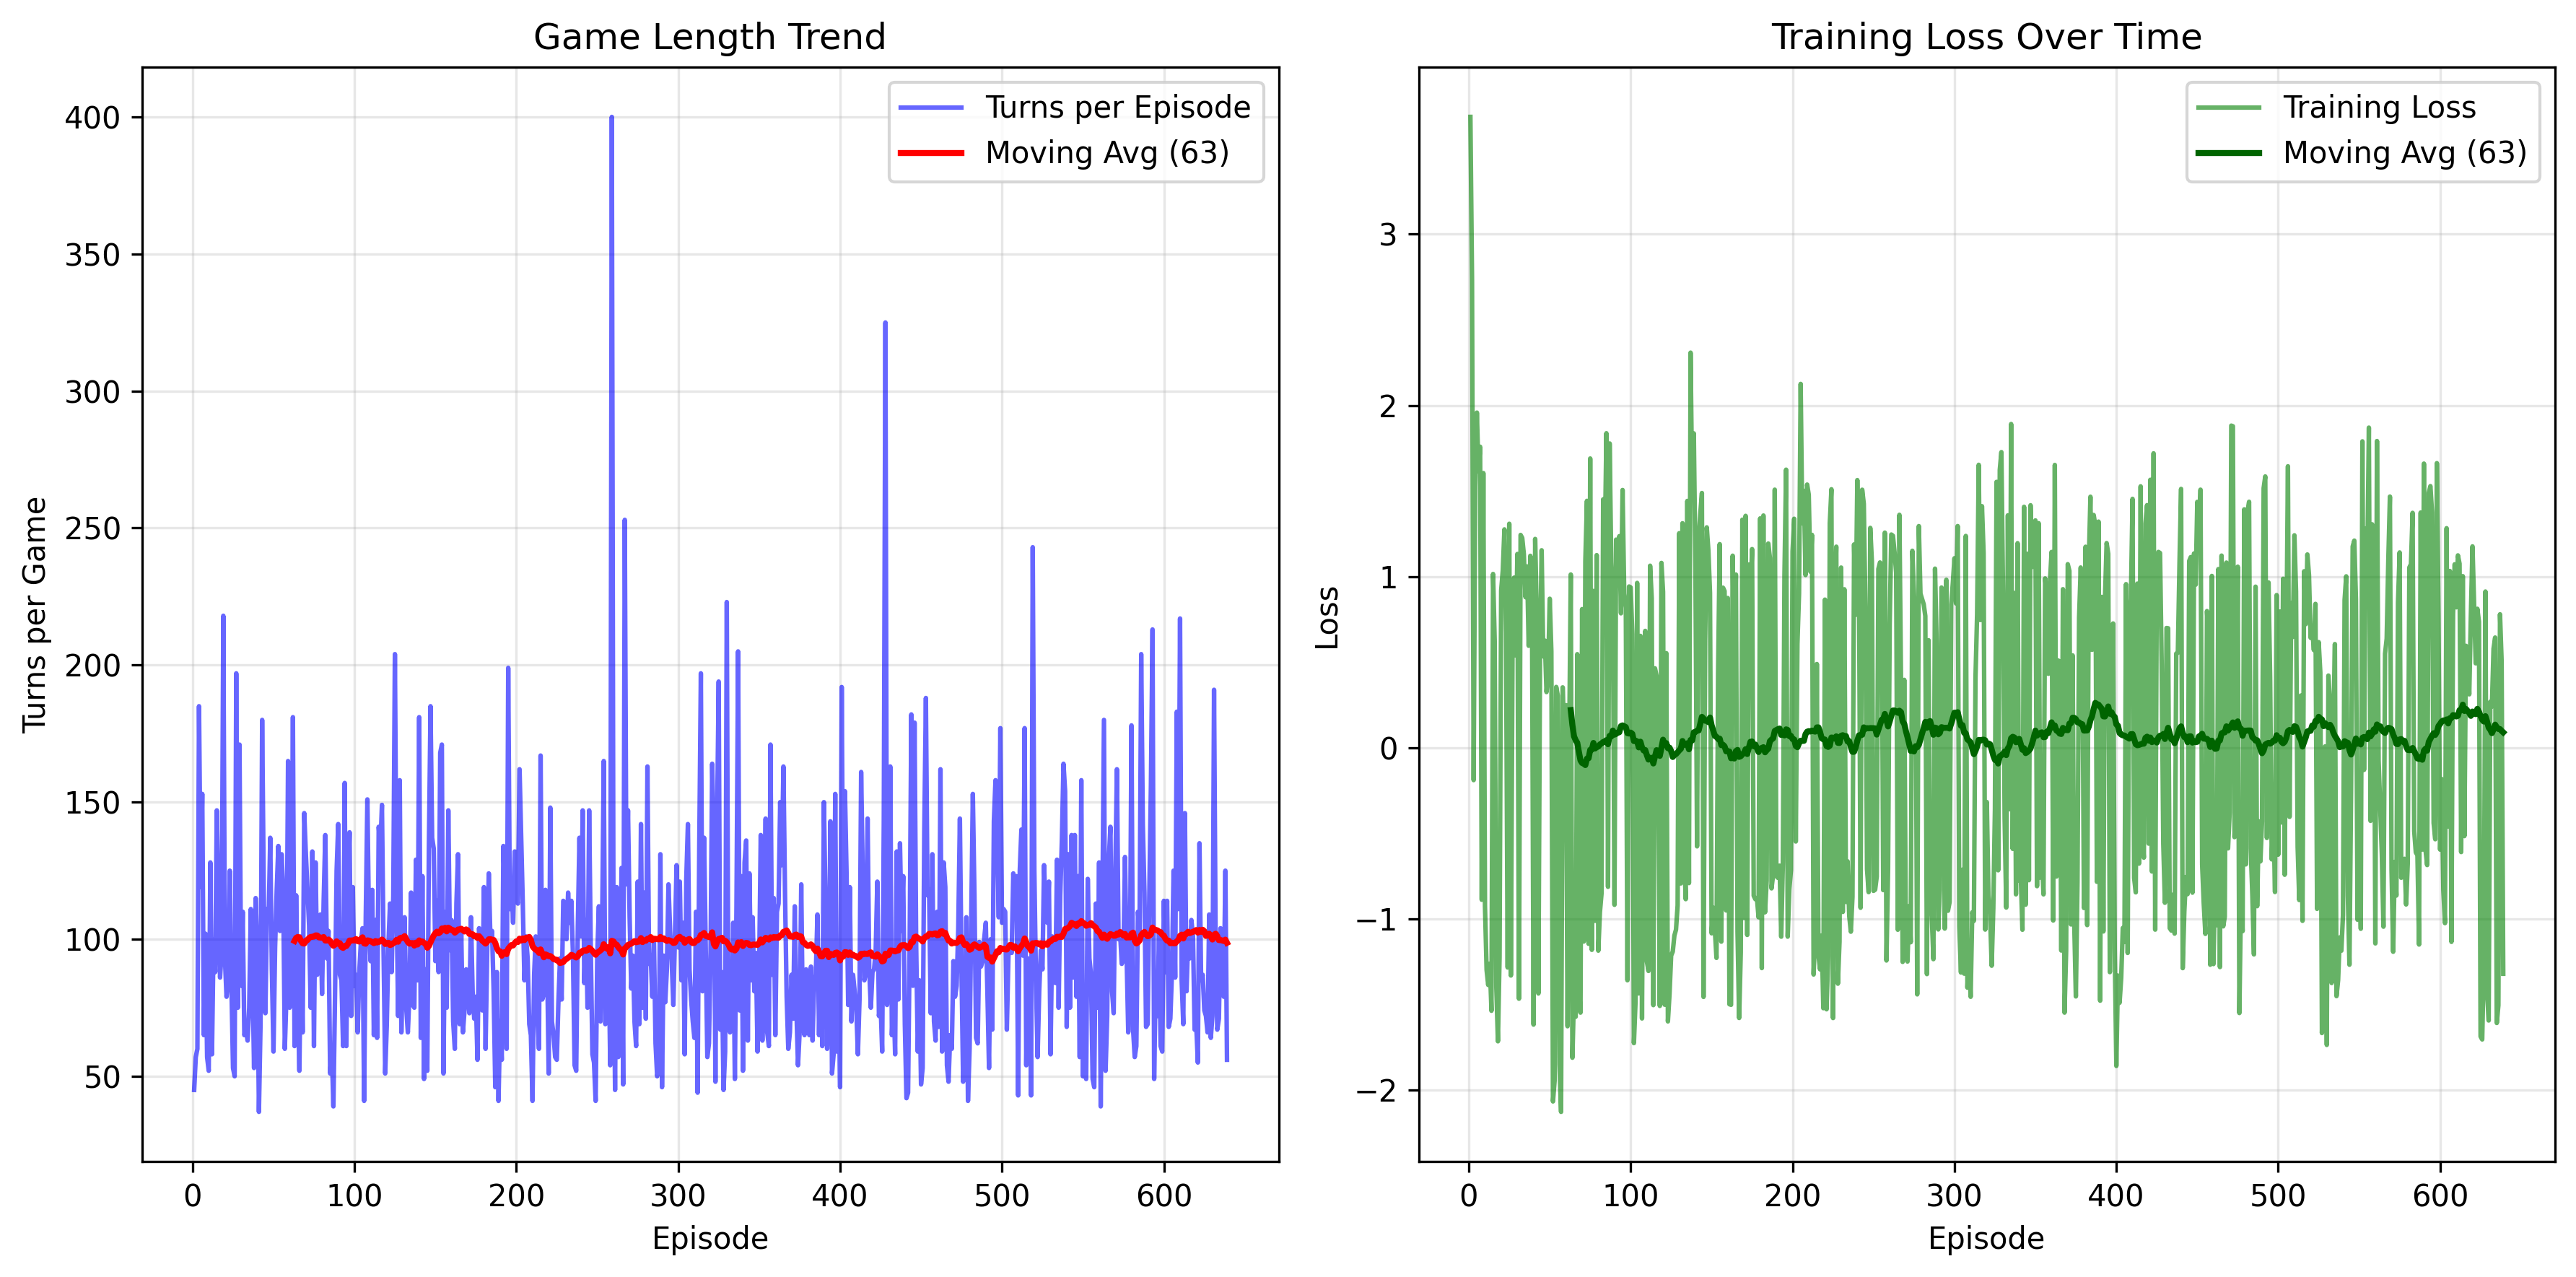 Game Length Trend
Turns per Episode
Moving Avg (63)
400
350
300
250
200
150
100
50
Turns per Game
0 100 200 300 400 500 600
Episode
Training Loss Over Time
Training Loss
Moving Avg (63)
3
2
1
0
−1
−2
Loss
0 100 200 300 400 500 600
Episode